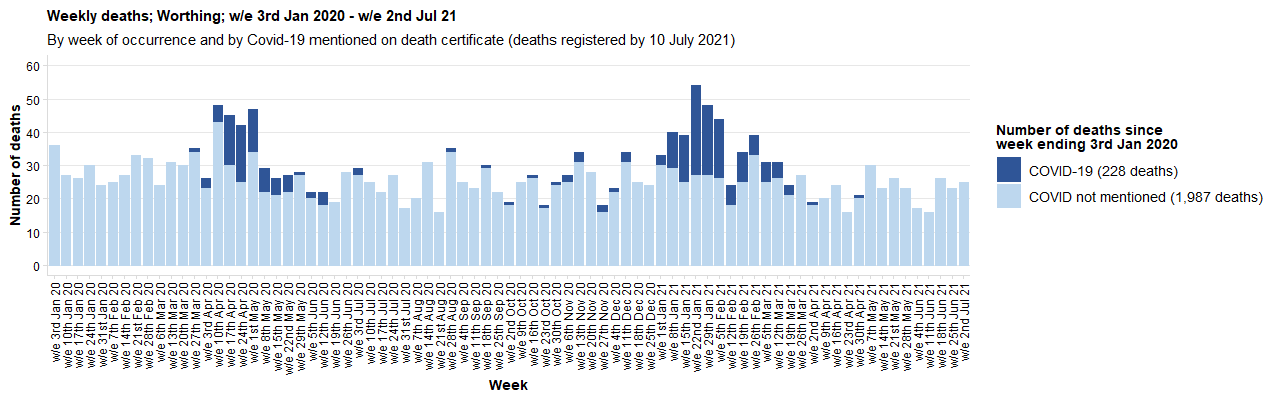 Weekly deaths; Worthing; w/e 3rd Jan 2020 - w/e 2nd Jul 21
By week of occurrence and by Covid-19 mentioned on death certificate (deaths registered by 10 July 2021)
Number of deaths
60
50
40
30
20
10
0
w/e 3rd Jan 20
w/e 10th Jan 20
w/e 17th Jan 20
w/e 24th Jan 20
w/e 31st Jan 20
w/e 7th Feb 20
w/e 14th Feb 20
w/e 21st Feb 20
w/e 28th Feb 20
w/e 6th Mar 20
w/e 13th Mar 20
w/e 20th Mar 20
w/e 27th Mar 20
w/e 3rd Apr 20
w/e 10th Apr 20
w/e 17th Apr 20
w/e 24th Apr 20
w/e 1st May 20
w/e 8th May 20
w/e 15th May 20
w/e 22nd May 20
w/e 29th May 20
w/e 5th Jun 20
w/e 12th Jun 20
w/e 19th Jun 20
w/e 26th Jun 20
w/e 3rd Jul 20
w/e 10th Jul 20
w/e 17th Jul 20
w/e 24th Jul 20
w/e 31st Jul 20
w/e 7th Aug 20
w/e 14th Aug 20
w/e 21st Aug 20
w/e 28th Aug 20
w/e 4th Sep 20
w/e 11th Sep 20
w/e 18th Sep 20
w/e 25th Sep 20
w/e 2nd Oct 20
w/e 9th Oct 20
w/e 16th Oct 20
w/e 23rd Oct 20
w/e 30th Oct 20
w/e 6th Nov 20
w/e 13th Nov 20
w/e 20th Nov 20
w/e 27th Nov 20
w/e 4th Dec 20
w/e 11th Dec 20
w/e 18th Dec 20
w/e 25th Dec 20
w/e 1st Jan 21
w/e 8th Jan 21
w/e 15th Jan 21
w/e 22nd Jan 21
w/e 29th Jan 21
w/e 5th Feb 21
w/e 12th Feb 21
w/e 19th Feb 21
w/e 26th Feb 21
w/e 5th Mar 21
w/e 12th Mar 21
w/e 19th Mar 21
w/e 26th Mar 21
w/e 2nd Apr 21
w/e 9th Apr 21
w/e 16th Apr 21
w/e 23rd Apr 21
w/e 30th Apr 21
w/e 7th May 21
w/e 14th May 21
w/e 21st May 21
w/e 28th May 21
w/e 4th Jun 21
w/e 11th Jun 21
w/e 18th Jun 21
w/e 25th Jun 21
w/e 2nd Jul 21
Week
Number of deaths since
week ending 3rd Jan 2020
COVID-19 (228 deaths)
COVID not mentioned (1,987 deaths)